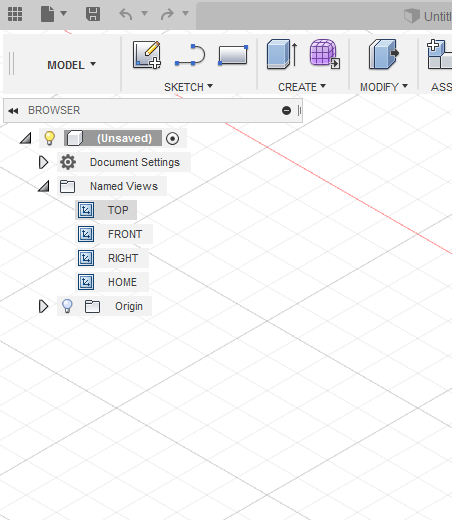 Untitl
MODEL
SKETCH
CREATE
MODIFY
ASS
BROWSER
(Unsaved)
Document Settings
Named Views
TOP
FRONT
RIGHT
HOME
Origin